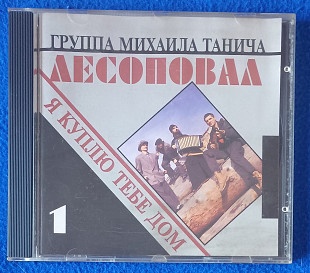 ГРУППА МИХАИЛА ТАНИЧА
ЛЕСОПОВАЛ
Я КУПЛЮ ТЕБЕ ДОМ
1